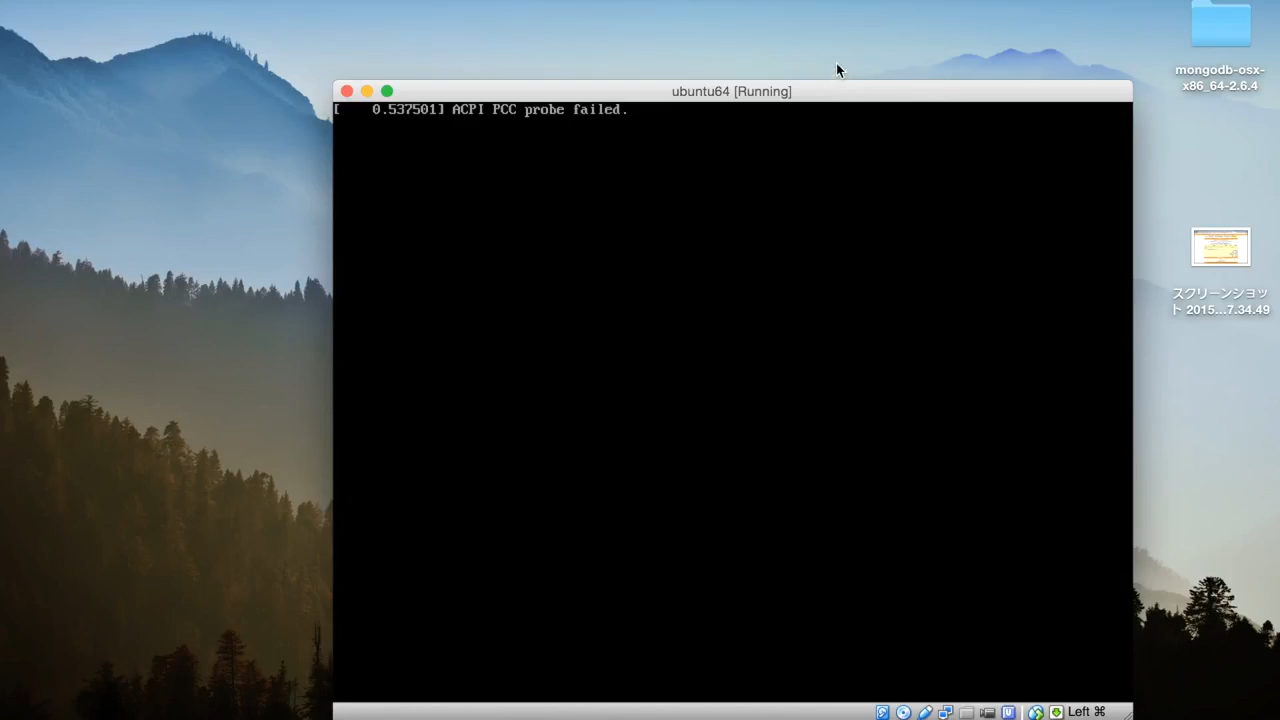 mongodb-osx-
x86_64-2.6.4
ubuntu64 [Running]
[    0.537501] ACPI PCC probe failed.
スクリーンショッ
ト 2015...7.34.49
Left ⌘